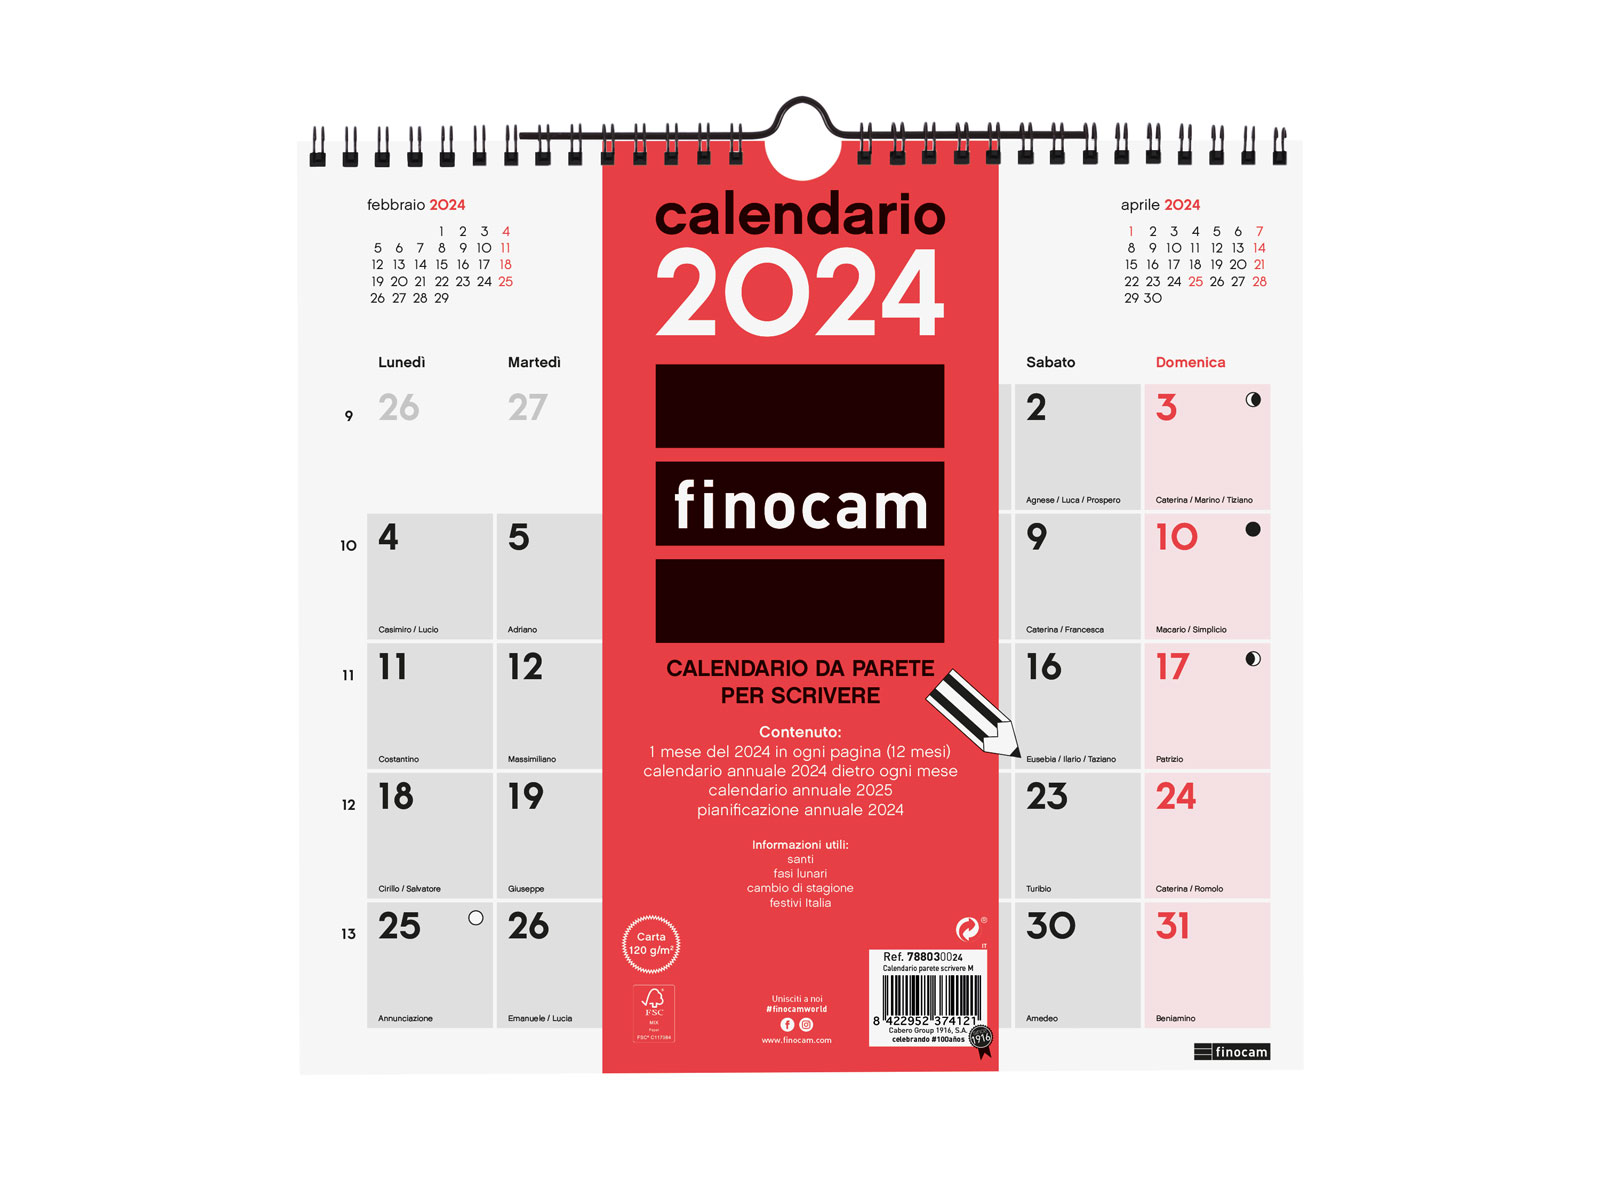 febbraio 2024
1 2 3 4
5 6 7 8 9 10 11
12 13 14 15 16 17 18
19 20 21 22 23 24 25
26 27 28 29
calendario
2024
aprile 2024
1 2 3 4 5 6 7
8 9 10 11 12 13 14
15 16 17 18 19 20 21
22 23 24 25 26 27 28
29 30
Lunedì Martedì Sabato Domenica
9 26 27 2 3
Agnese / Luca / Prospero Caterina / Marino / Tiziano
finocam
10 4 5 9 10
Casimiro / Lucio Adriano Caterina / Francesca Macario / Simplicio
11 11 12 16 17
Costantino Massimiliano Eusebia / Ilario / Taziano Patrizio
12 18 19 23 24
Cirillo / Salvatore Giuseppe Turibio Caterina / Romolo
13 25 26 30 31
Annunciazione Emanuele / Lucia Amedeo Beniamino
CALENDARIO DA PARETE
PER SCRIVERE
Contenuto:
1 mese del 2024 in ogni pagina (12 mesi)
calendario annuale 2024 dietro ogni mese
calendario annuale 2025
pianificazione annuale 2024
Informazioni utili:
santi
fasi lunari
cambio di stagione
festivi Italia
Carta
120 g/m²
FSC
MIX
Paper
FSC® C117584
Unisciti a noi
#finocamworld
www.finocam.com
®
IT
Ref. 788030024
Calendario parete scrivere M
8 422952 374121
Cabero Group 1916, S.A.
celebrando #100años
1916
finocam